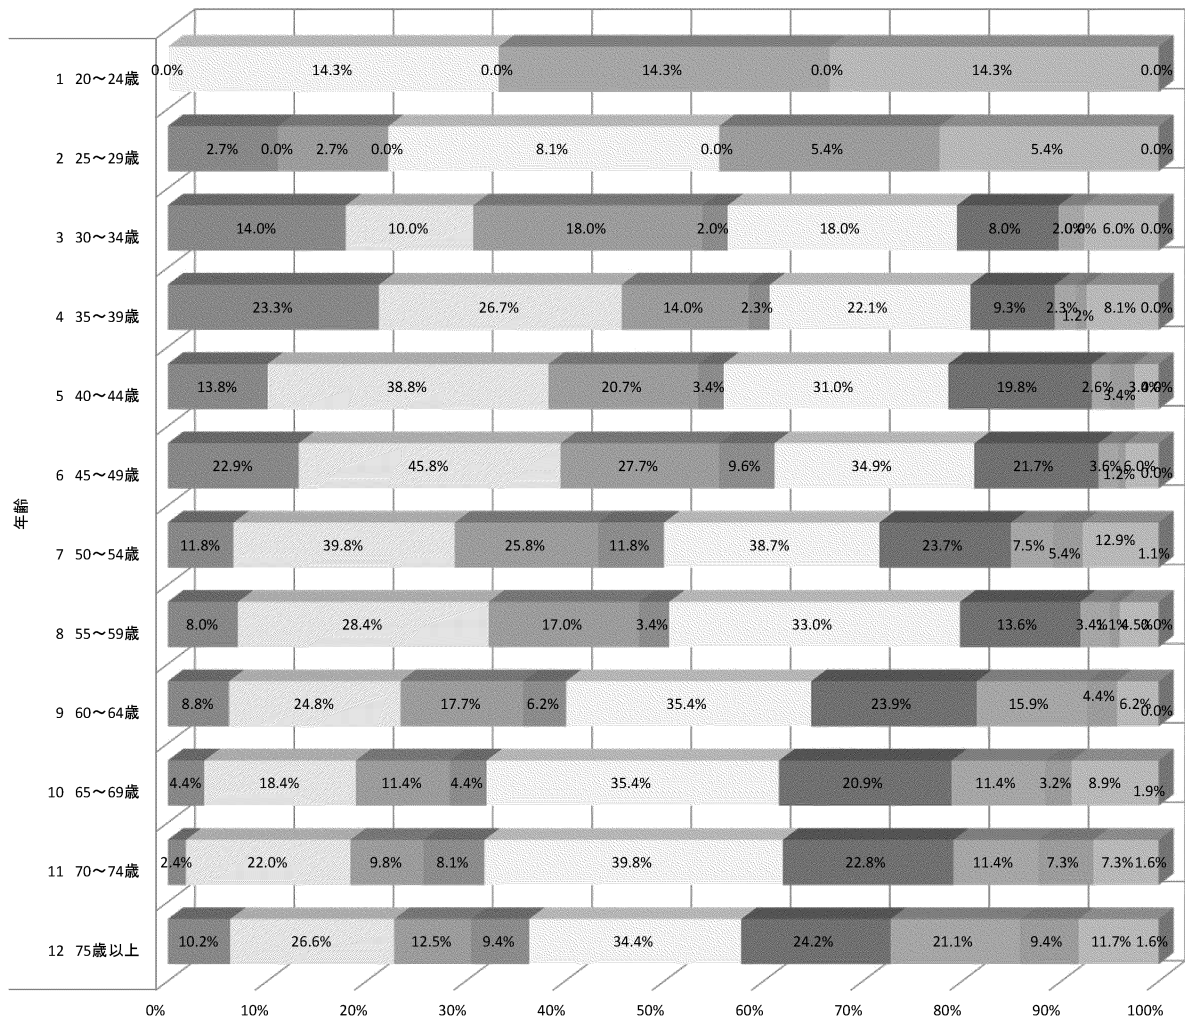 1 20～24歳 0.0% 14.3% 0.0% 14.3% 0.0% 14.3% 0.0%
2 25～29歳 2.7% 0.0% 2.7% 0.0% 8.1% 0.0% 5.4% 5.4% 0.0%
3 30～34歳 14.0% 10.0% 18.0% 2.0% 18.0% 8.0% 2.0% 0.0% 6.0% 0.0%
4 35～39歳 23.3% 26.7% 14.0% 2.3% 22.1% 9.3% 2.3% 1.2% 8.1% 0.0%
5 40～44歳 13.8% 38.8% 20.7% 3.4% 31.0% 19.8% 2.6% 3.4% 0.0%
6 45～49歳 22.9% 45.8% 27.7% 9.6% 34.9% 21.7% 3.6% 1.2% 6.0% 0.0%
年齢
7 50～54歳 11.8% 39.8% 25.8% 11.8% 38.7% 23.7% 7.5% 5.4% 12.9% 1.1%
8 55～59歳 8.0% 28.4% 17.0% 3.4% 33.0% 13.6% 3.4% 1.1% 4.5% 0.0%
9 60～64歳 8.8% 24.8% 17.7% 6.2% 35.4% 23.9% 15.9% 4.4% 6.2% 0.0%
10 65～69歳 4.4% 18.4% 11.4% 4.4% 35.4% 20.9% 11.4% 3.2% 8.9% 1.9%
11 70～74歳 2.4% 22.0% 9.8% 8.1% 39.8% 22.8% 11.4% 7.3% 7.3% 1.6%
12 75歳以上 10.2% 26.6% 12.5% 9.4% 34.4% 24.2% 21.1% 9.4% 11.7% 1.6%
0% 10% 20% 30% 40% 50% 60% 70% 80% 90% 100%